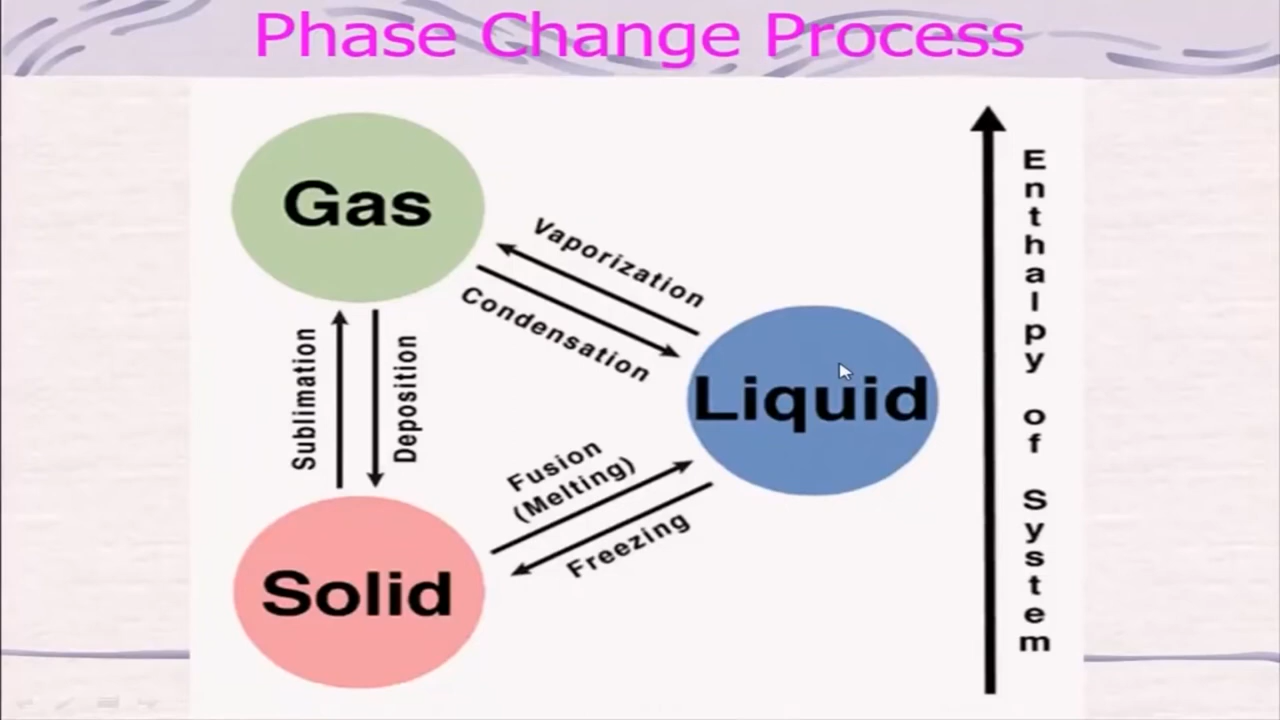 Phase Change Process
Gas
Vaporization
Condensation
Liquid
Sublimation
Deposition
Fusion
(Melting)
Freezing
Solid
Enthalpy of System